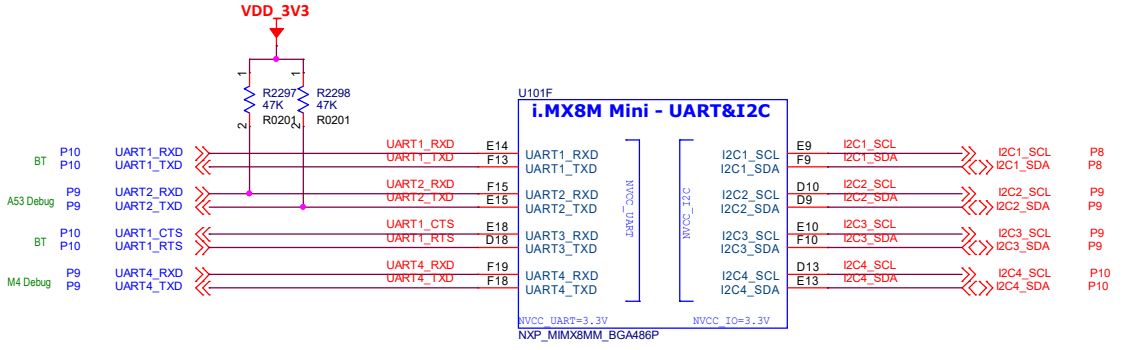 VDD_3V3
1 1
R2297 R2298
47K 47K
R0201 R0201
2 2
U101F
i.MX8M Mini - UART&I2C
BT P10 UART1_RXD UART1_RXD E14 UART1_RXD I2C1_SCL E9 I2C1_SCL I2C1_SCL P8
P10 UART1_TXD UART1_TXD F13 UART1_TXD I2C1_SDA F9 I2C1_SDA I2C1_SDA P8
A53 Debug P9 UART2_RXD UART2_RXD F15 UART2_RXD I2C2_SCL D10 I2C2_SCL I2C2_SCL P9
P9 UART2_TXD UART2_TXD E15 UART2_TXD I2C2_SDA D9 I2C2_SDA I2C2_SDA P9
BT P10 UART1_CTS UART1_CTS E18 UART3_RXD I2C3_SCL E10 I2C3_SCL I2C3_SCL P9
P10 UART1_RTS UART1_RTS D18 UART3_TXD I2C3_SDA F10 I2C3_SDA I2C3_SDA P9
M4 Debug P9 UART4_RXD UART4_RXD F19 UART4_RXD I2C4_SCL D13 I2C4_SCL I2C4_SCL P10
P9 UART4_TXD UART4_TXD F18 UART4_TXD I2C4_SDA E13 I2C4_SDA I2C4_SDA P10
NVCC_UART
NVCC_I2C
NVCC_UART=3.3V NVCC_IO=3.3V
NXP_MIMX8MM_BGA486P